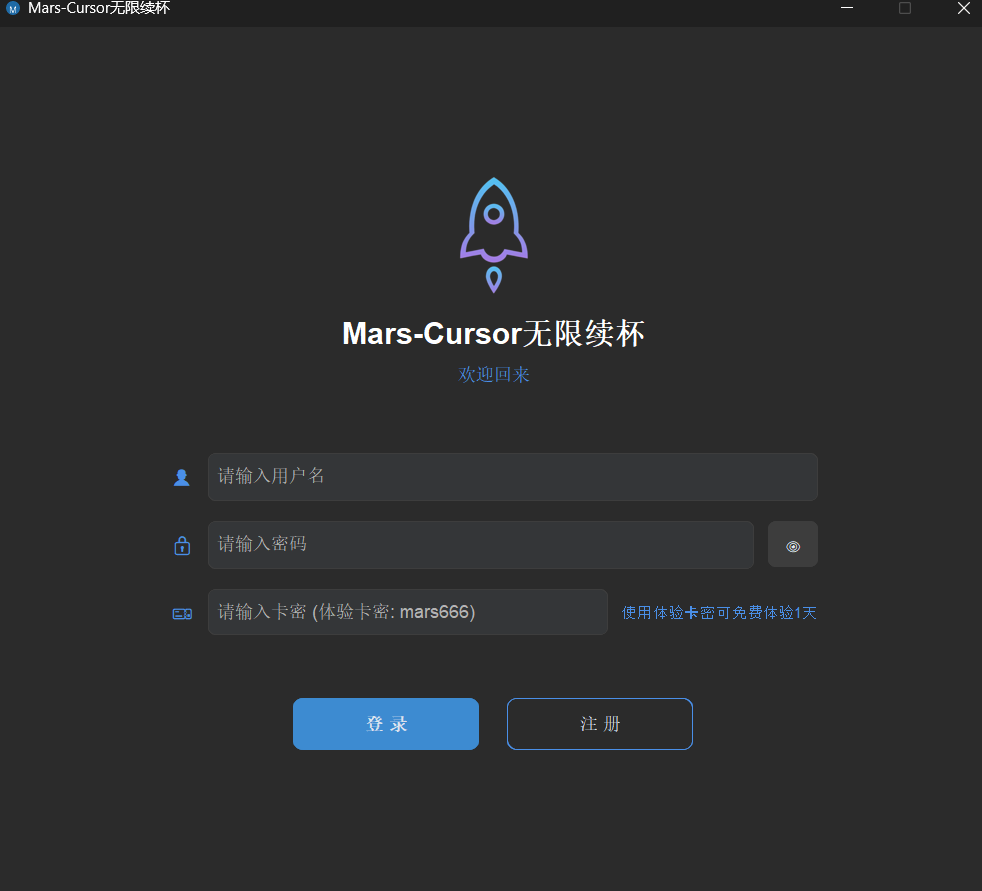 Mars-Cursor无限续杯
Mars-Cursor无限续杯
欢迎回来
请输入用户名
请输入密码
请输入卡密 (体验卡密: mars666) 使用体验卡密可免费体验1天
登 录 注 册